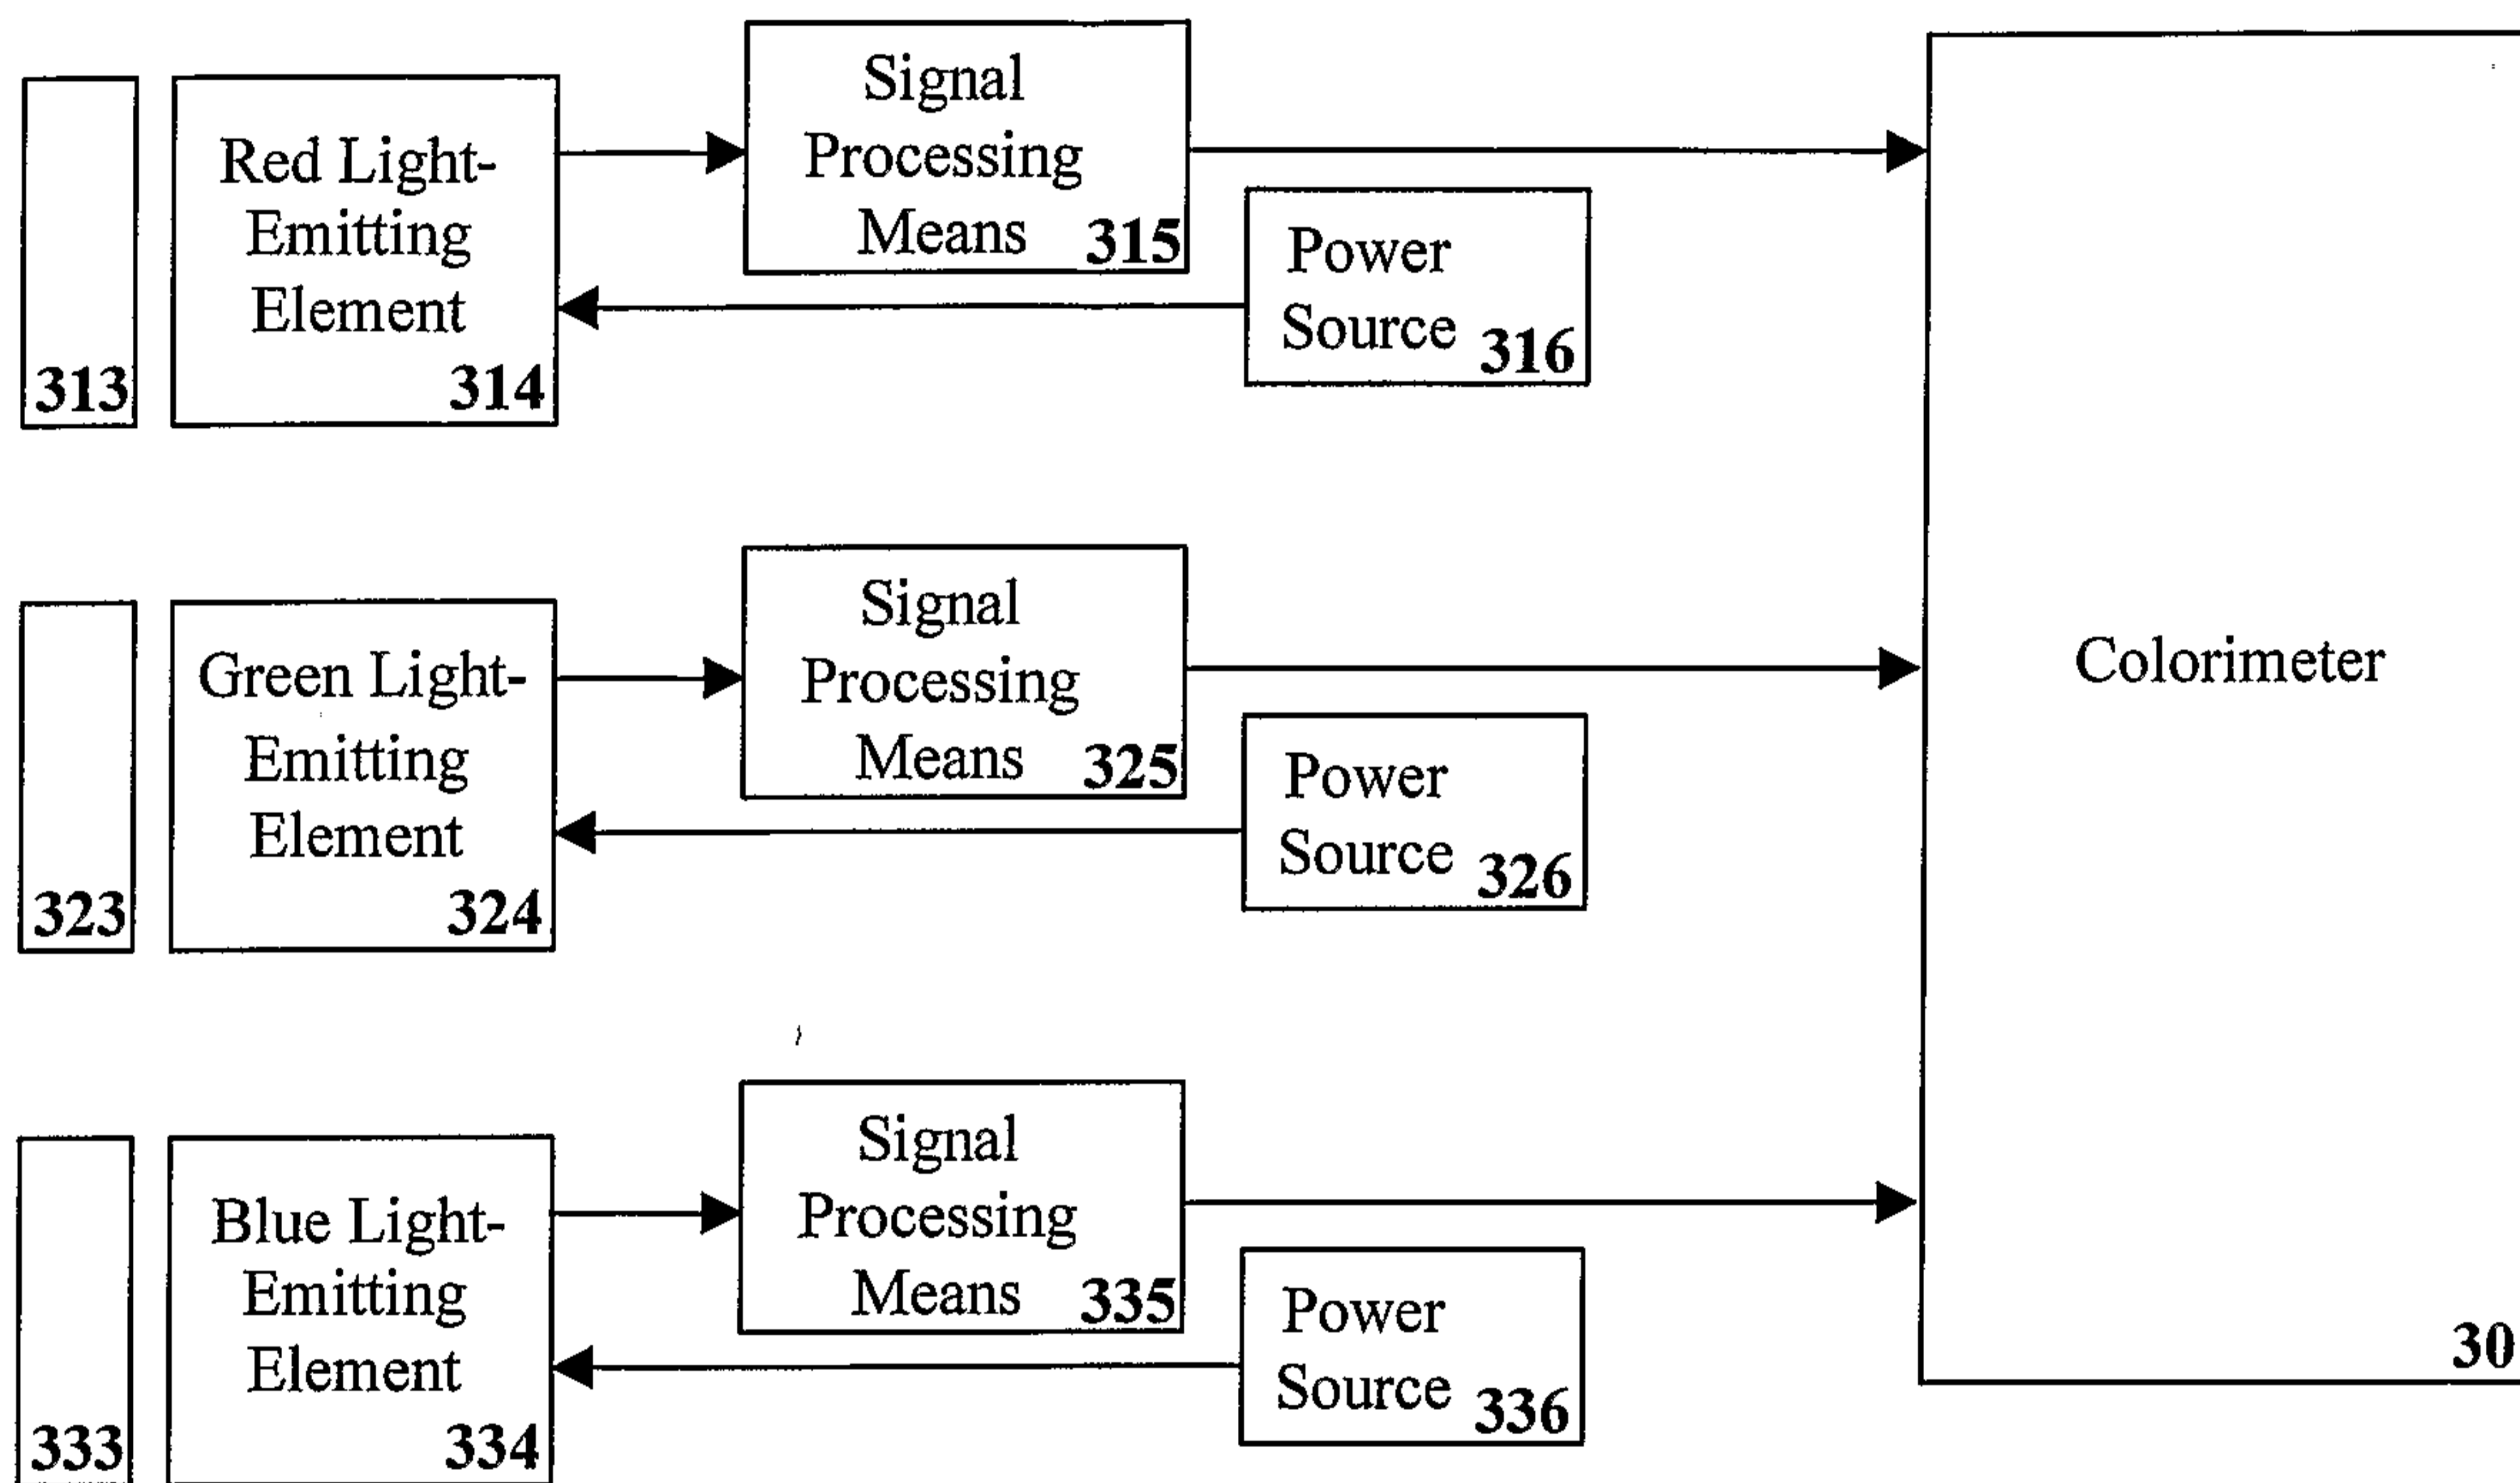 313
Red Light-
Emitting
Element
314
Signal
Processing
Means 315
Power
Source 316
323
Green Light-
Emitting
Element
324
Signal
Processing
Means 325
Power
Source 326
Colorimeter
30
333
Blue Light-
Emitting
Element
334
Signal
Processing
Means 335
Power
Source 336